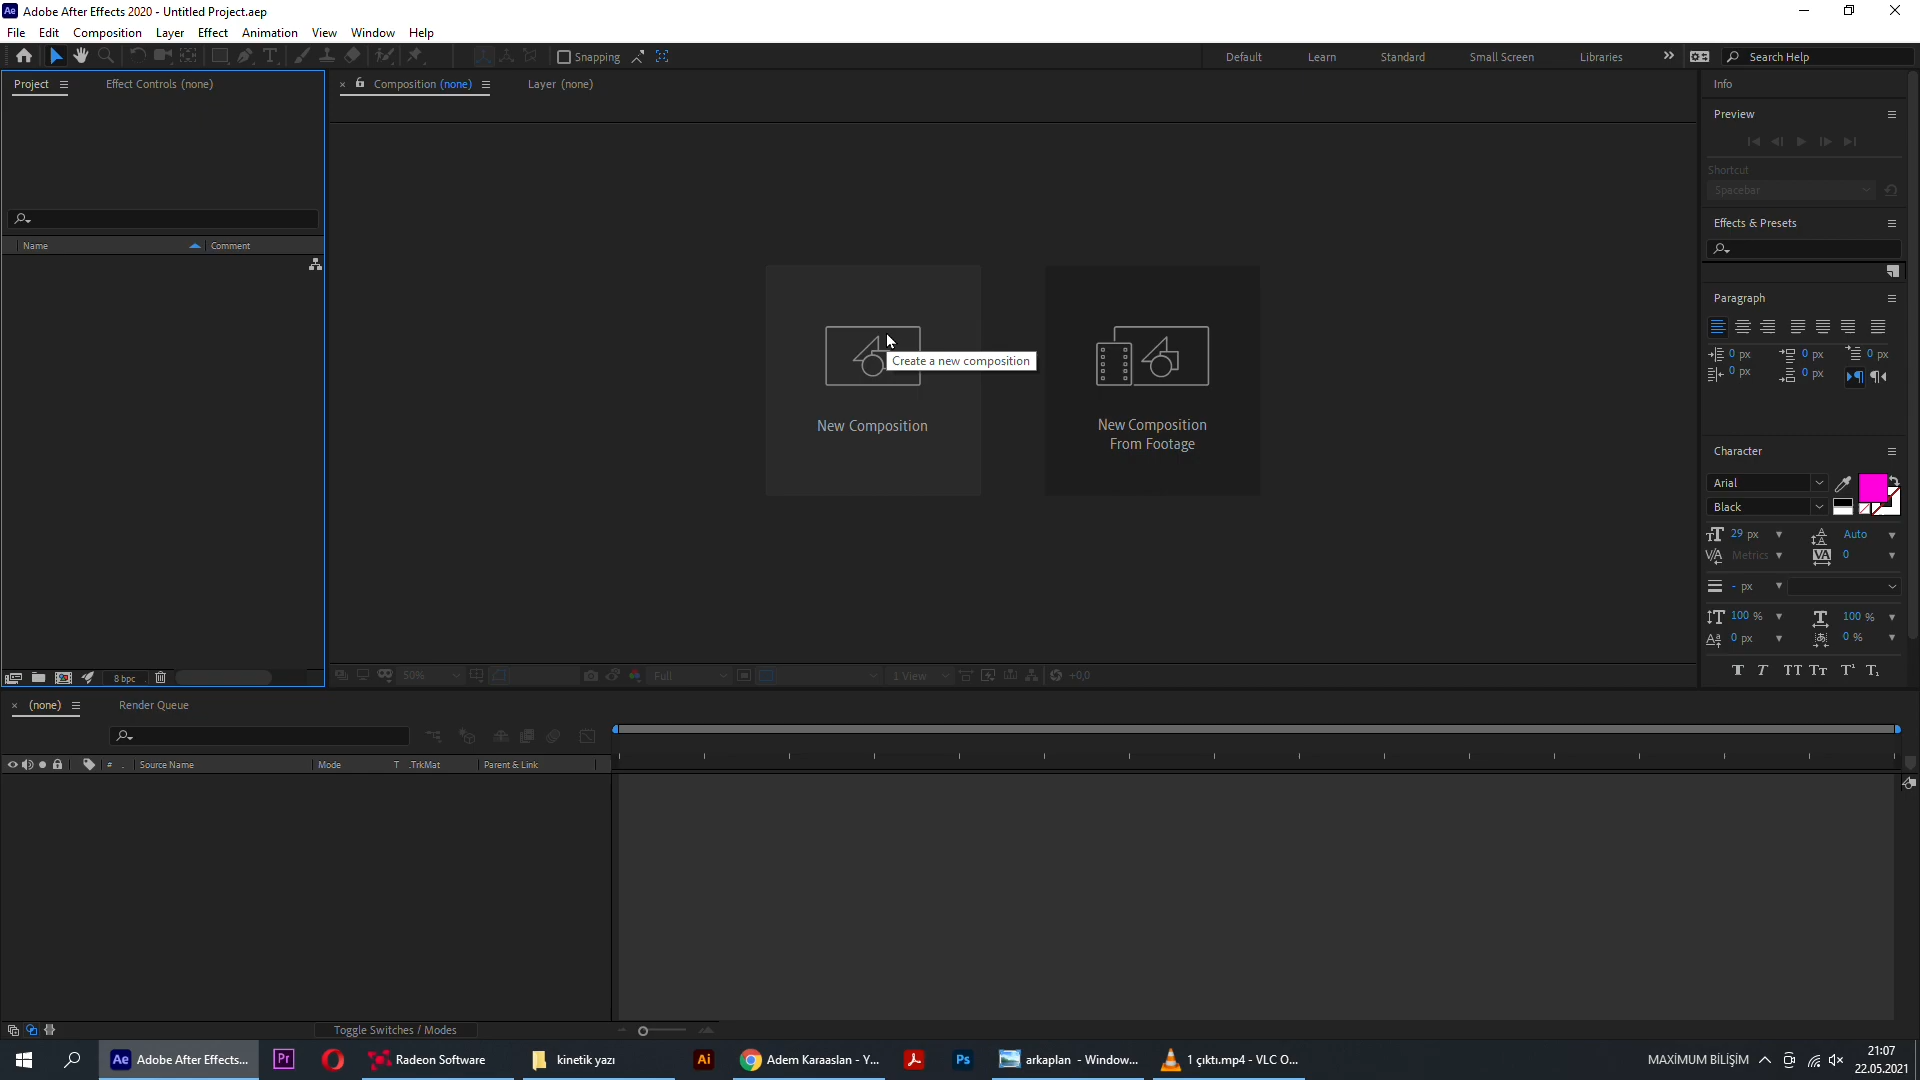 Adobe After Effects 2020 - Untitled Project.aep
File Edit Composition Layer Effect Animation View Window Help
Snapping
Default Learn Standard Small Screen Libraries Search Help
Project
Effect Controls (none)
Composition (none)
Layer (none)
Name Comment
8 bpc
Create a new composition
New Composition
New Composition
From Footage
50% Full 1 View +0,0
Info
Preview
Shortcut
Spacebar
Effects & Presets
Paragraph
0 px 0 px 0 px
0 px 0 px
Character
Arial
Black
29 px Auto
Metrics 0
- px
100 % 100 %
0 px 0 %
(none) Render Queue
# . Source Name Mode T .TrkMat Parent & Link
Toggle Switches / Modes
Adobe After Effects... Radeon Software kinetik yazı Adem Karaaslan - Y... arkaplan - Window... 1 çıktı.mp4 - VLC O...
MAXİMUM BİLİŞİM
21:07
22.05.2021